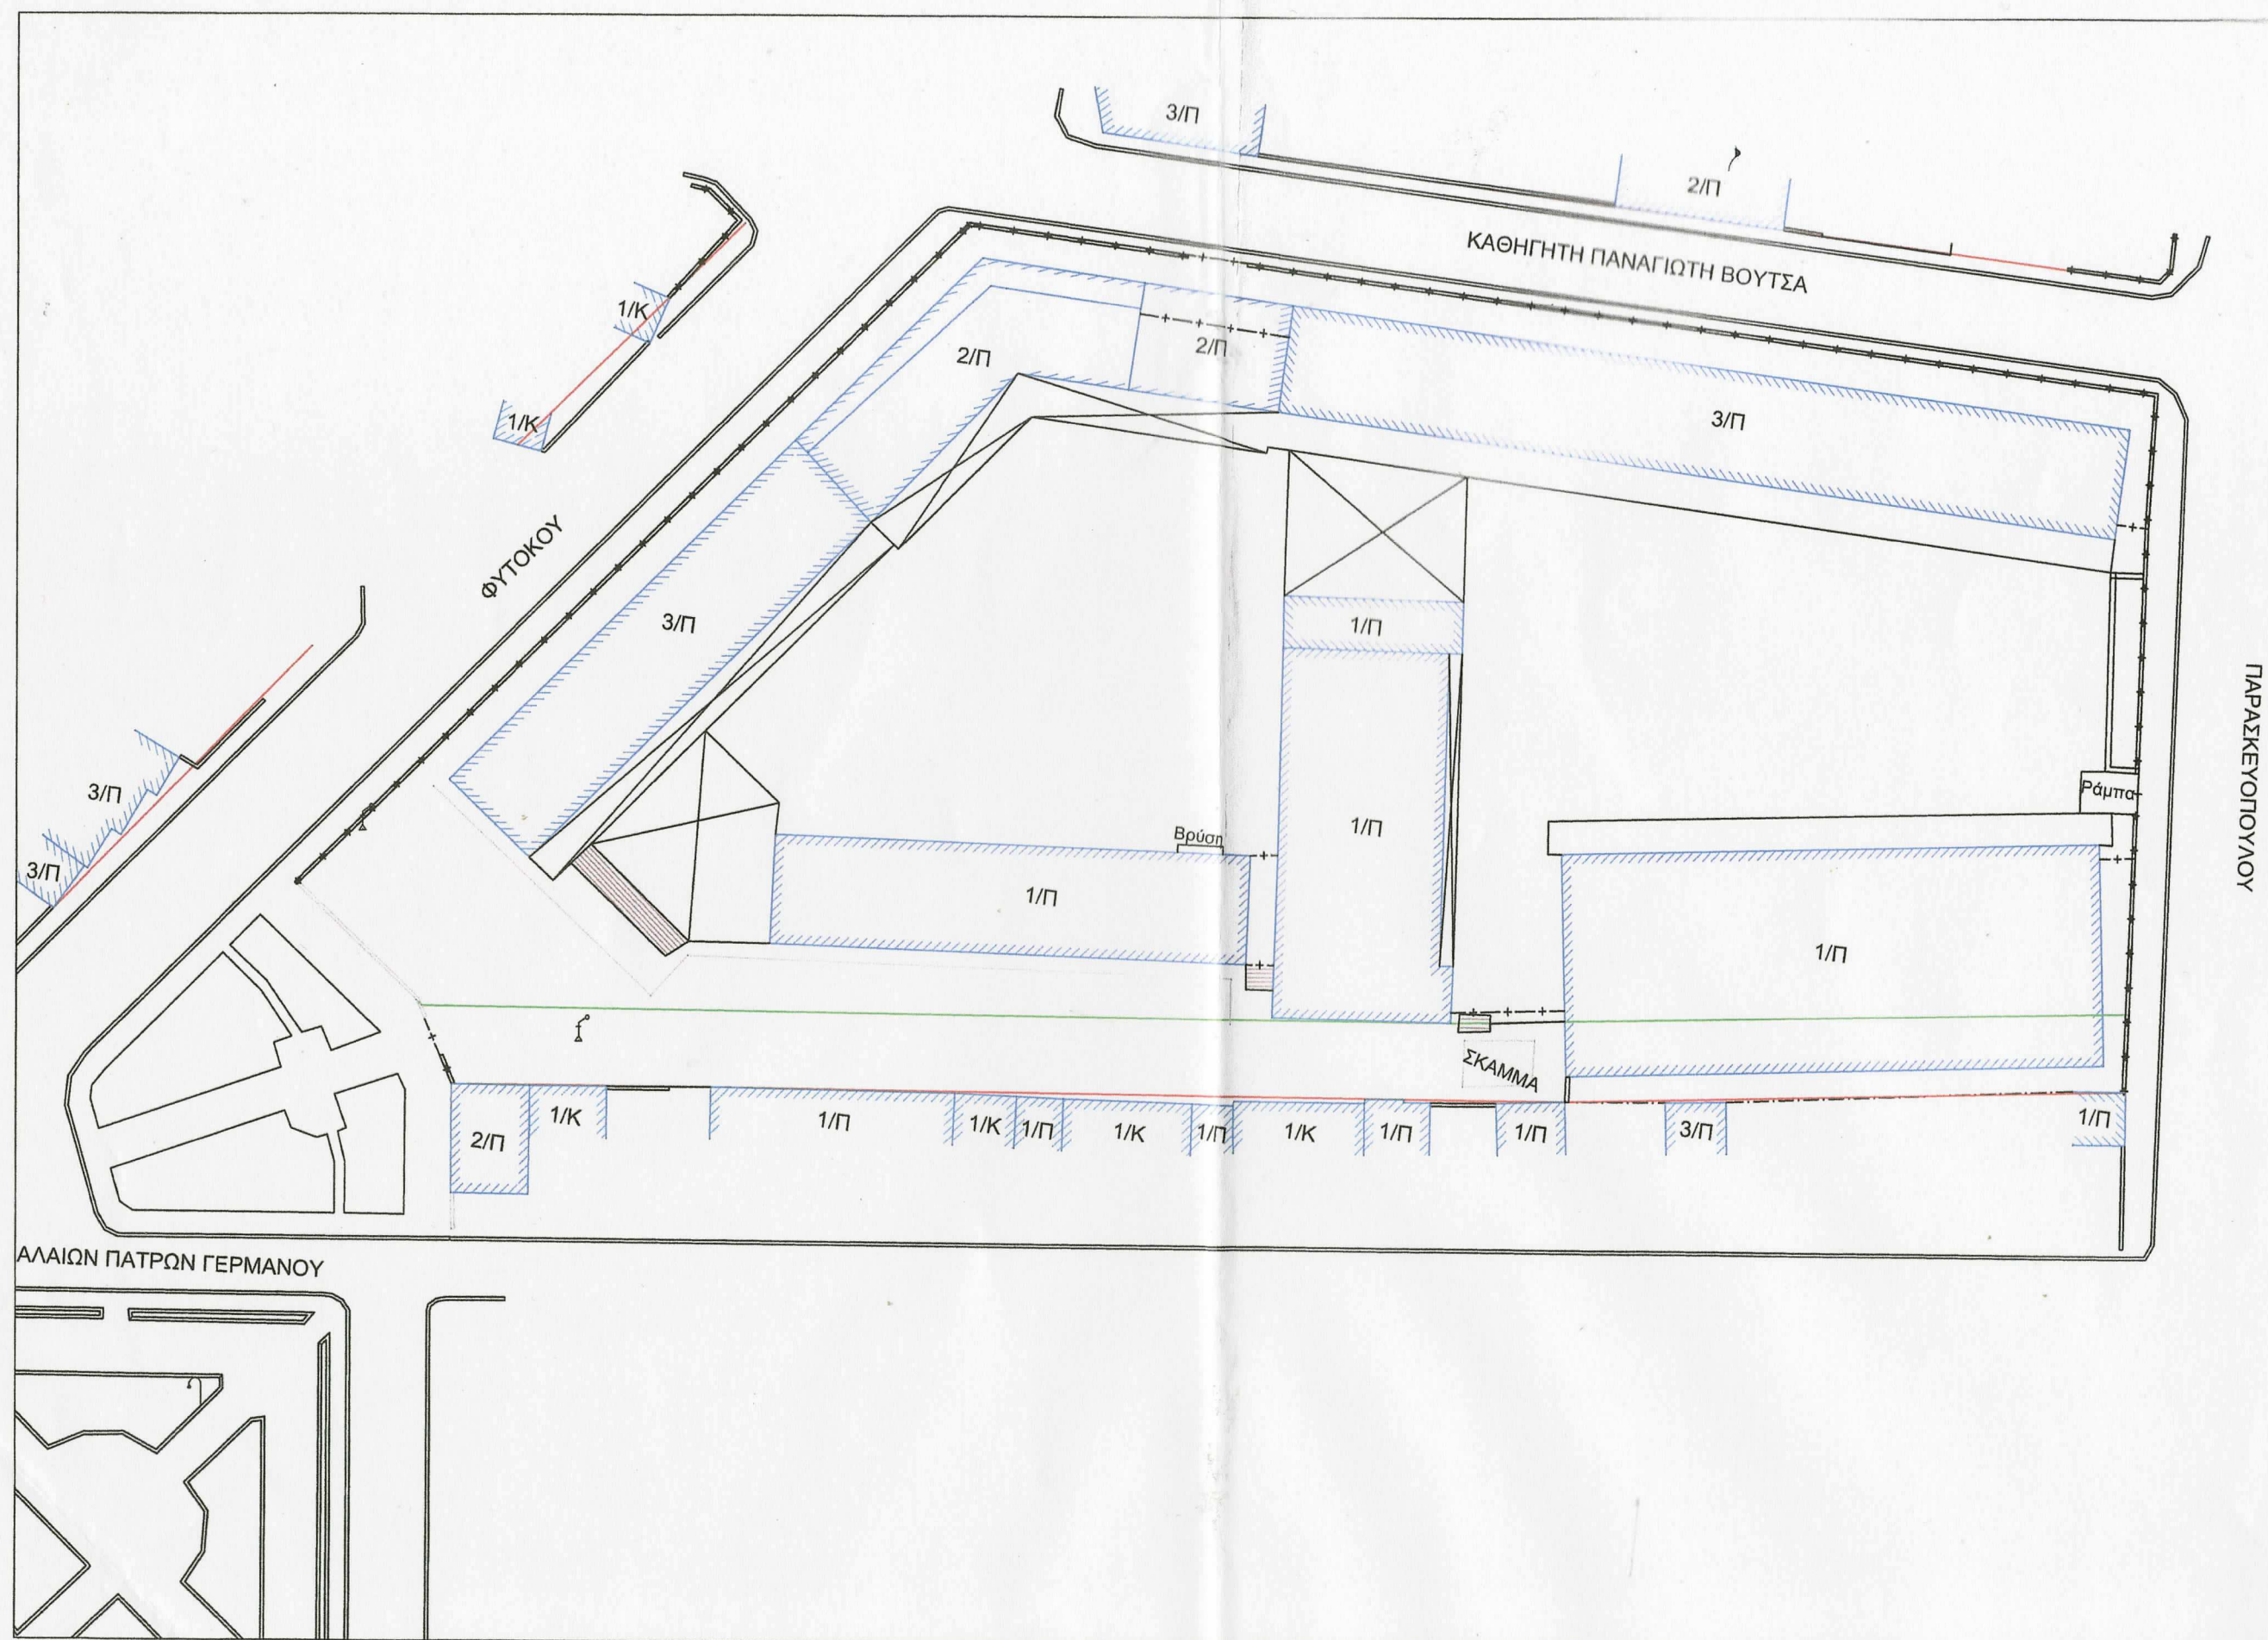 3/Π
2/Π
ΚΑΘΗΓΗΤΗ ΠΑΝΑΓΙΩΤΗ ΒΟΥΤΣΑ
1/Κ
2/Π
2/Π
1/Κ
3/Π
ΦΥΤΟΚΟΥ
3/Π
1/Π
ΠΑΡΑΣΚΕΥΟΠΟΥΛΟΥ
3/Π
Ράμπα
3/Π
Βρύση
1/Π
1/Π
1/Π
ΣΚΑΜΜΑ
2/Π
1/Κ
1/Π
1/Κ
1/Π
1/Κ
1/Π
1/Κ
1/Π
1/Π
3/Π
1/Π
ΑΛΑΙΩΝ ΠΑΤΡΩΝ ΓΕΡΜΑΝΟΥ